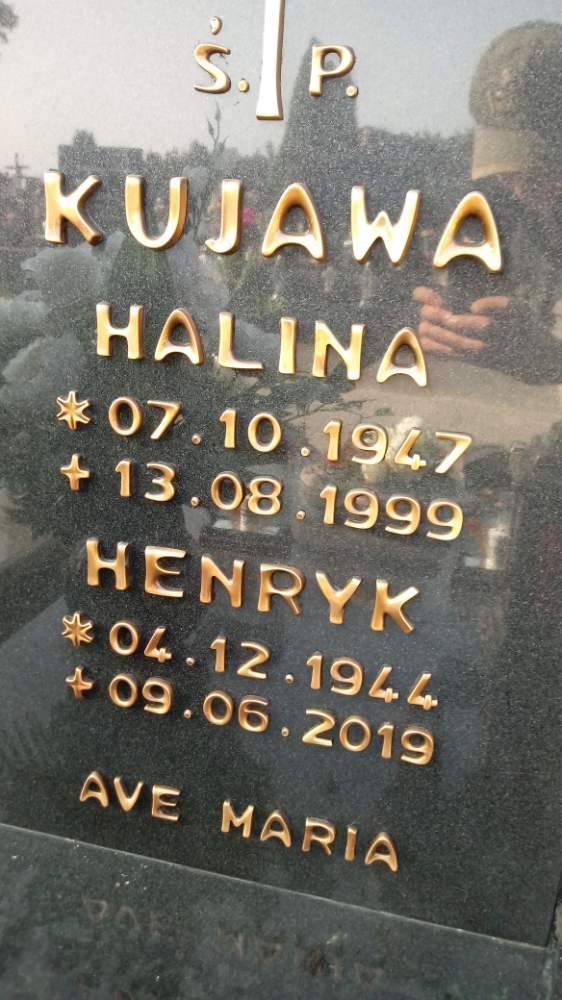 Ś. P.
KUJAWA
HALINA
* 07.10.1947
+ 13.08.1999
HENRYK
* 04.12.1944
+ 09.06.2019
AVE MARIA